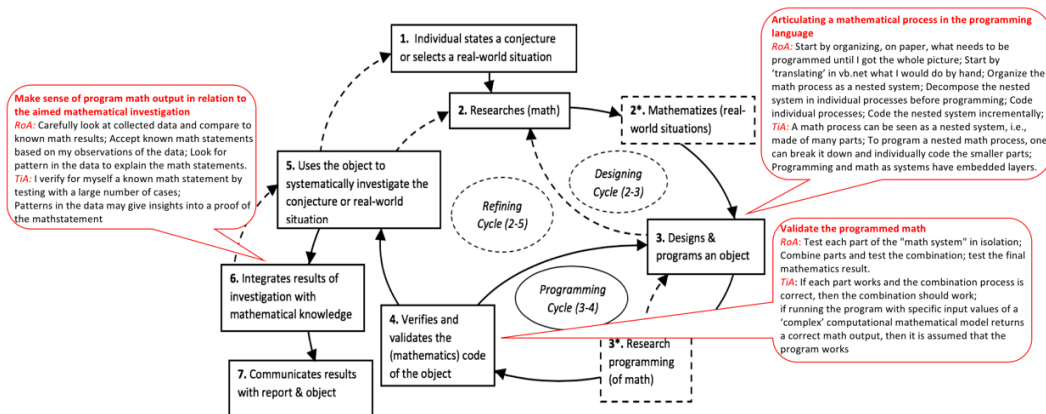 1. Individual states a conjecture
or selects a real-world situation
2. Researches (math)
2*. Mathematizes (real-
world situations)
Designing
Cycle (2-3)
Refining
Cycle (2-5)
3. Designs &
programs an object
Programming
Cycle (3-4)
3*. Research
programming
(of math)
4. Verifies and
validates the
(mathematics) code
of the object
5. Uses the object to
systematically investigate the
conjecture or real-world
situation
6. Integrates results of
investigation with
mathematical knowledge
7. Communicates results
with report & object
Make sense of program math output in relation to
the aimed mathematical investigation
RoA: Carefully look at collected data and compare to
known math results; Accept known math statements
based on my observations of the data; Look for
pattern in the data to explain the math statements.
TiA: I verify for myself a known math statement by
testing with a large number of cases;
Patterns in the data may give insights into a proof of
the mathstatement
Articulating a mathematical process in the programming
language
RoA: Start by organizing, on paper, what needs to be
programmed until I got the whole picture; Start by
‘translating’ in vb.net what I would do by hand; Organize the
math process as a nested system; Decompose the nested
system in individual processes before programming; Code
individual processes; Code the nested system incrementally;
TiA: A math process can be seen as a nested system, i.e.,
made of many parts; To program a nested math process, one
can break it down and individually code the smaller parts;
Programming and math as systems have embedded layers.
Validate the programmed math
RoA: Test each part of the "math system" in isolation;
Combine parts and test the combination; test the final
mathematics result.
TiA: If each part works and the combination process is
correct, then the combination should work;
if running the program with specific input values of a
‘complex’ computational mathematical model returns
a correct math output, then it is assumed that the
program works